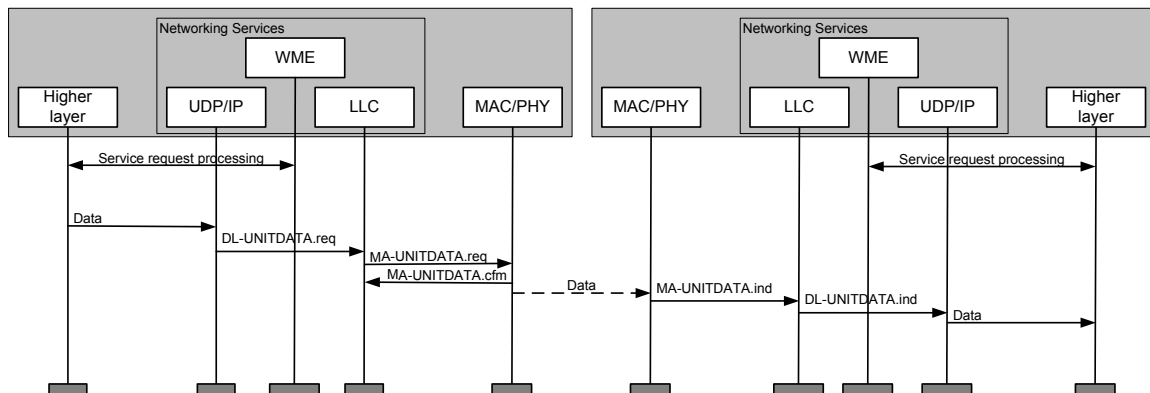 Networking Services
Networking Services
WME
WME
Higher layer
UDP/IP
LLC
MAC/PHY
MAC/PHY
LLC
UDP/IP
Higher layer
Service request processing
Service request processing
Data
DL-UNITDATA.req
MA-UNITDATA.req
MA-UNITDATA.cfm
Data
MA-UNITDATA.ind
DL-UNITDATA.ind
Data